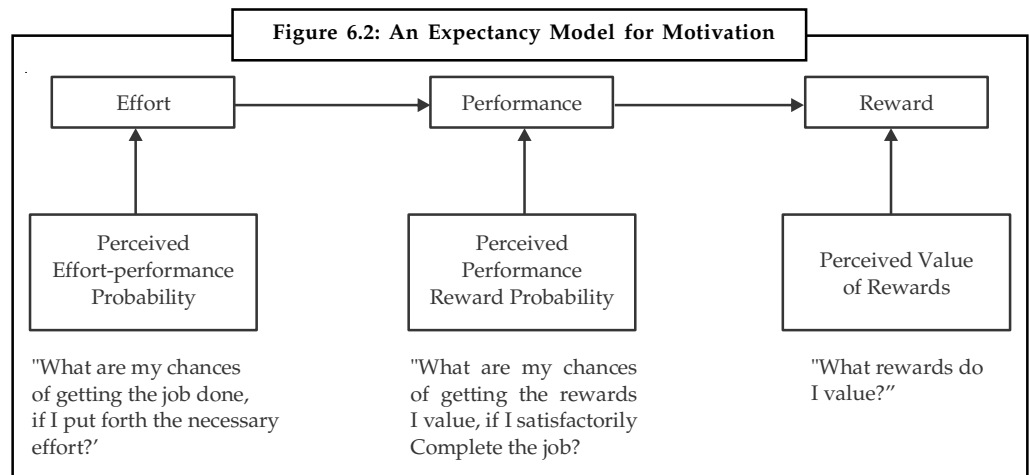 Figure 6.2: An Expectancy Model for Motivation
Effort
Performance
Reward
Perceived
Effort-performance
Probability
Perceived
Performance
Reward Probability
Perceived Value
of Rewards
"What are my chances
of getting the job done,
if I put forth the necessary
effort?'
"What are my chances
of getting the rewards
I value, if I satisfactorily
Complete the job?
"What rewards do
I value?”